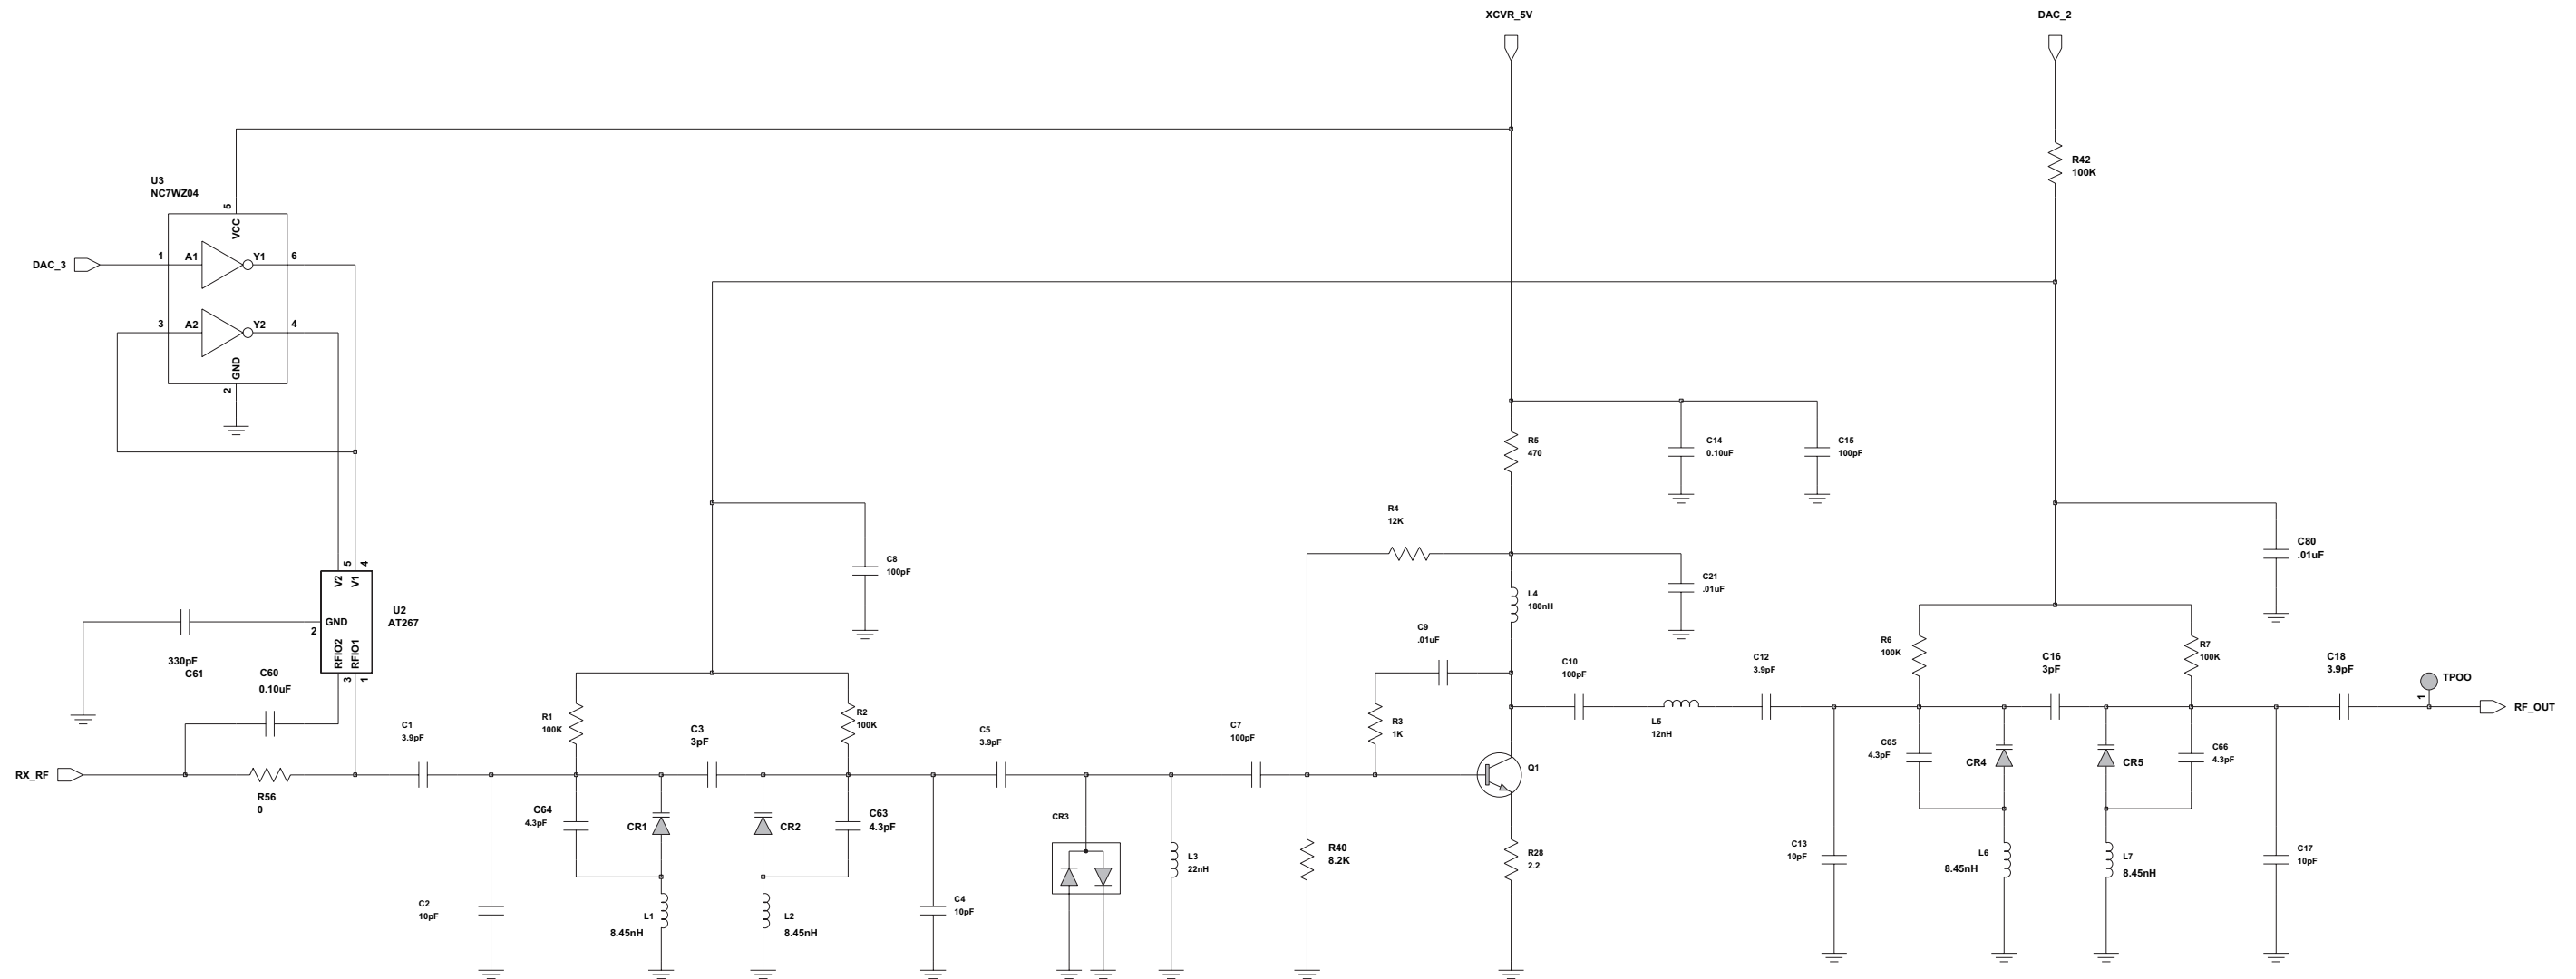 XCVR_5V
DAC_2
R42
100K
U3
NC7WZ04
5
VCC
DAC_3
1
A1
Y1
6
3
A2
Y2
4
GND
2
R5
470
C14
0.10uF
C15
100pF
R4
12K
C8
100pF
C21
.01uF
C80
.01uF
V2
5
V1
4
U2
AT267
L4
180nH
GND
2
RFIO2
RFIO1
3
1
330pF
C61
C60
0.10uF
C9
.01uF
C10
100pF
C12
3.9pF
R6
100K
C16
3pF
R7
100K
C18
3.9pF
TPOO
1
RF_OUT
R1
100K
R2
100K
C1
3.9pF
C3
3pF
C5
3.9pF
C7
100pF
R3
1K
L5
12nH
RX_RF
R56
0
Q1
C65
4.3pF
CR4
CR5
C66
4.3pF
C64
4.3pF
CR1
CR2
C63
4.3pF
CR3
L3
22nH
R40
8.2K
R28
2.2
C13
10pF
L6
8.45nH
L7
8.45nH
C17
10pF
C2
10pF
L1
8.45nH
L2
8.45nH
C4
10pF